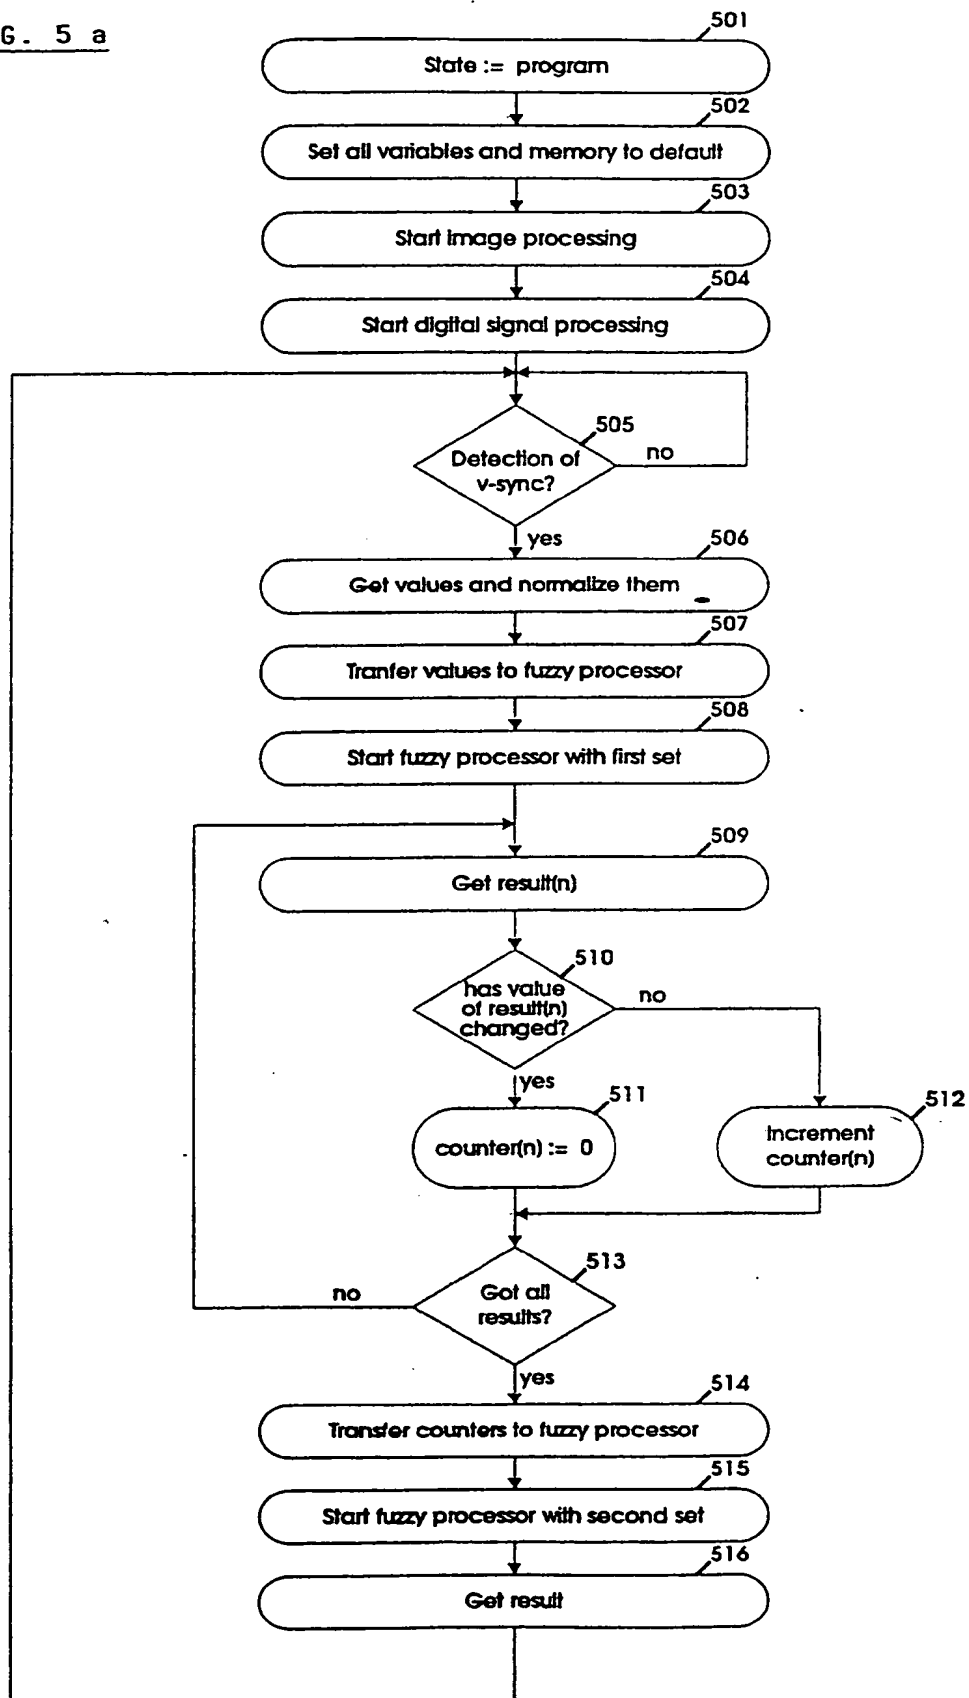 G. 5 a
501
State := program
502
Set all variables and memory to default
503
Start image processing
504
Start digital signal processing
505
Detection of
v-sync?
no
yes
506
Get values and normalize them
507
Tranfer values to fuzzy processor
508
Start fuzzy processor with first set
509
Get result(n)
510
has value
of result(n)
changed?
no
yes
511
counter(n) := 0
512
Increment
counter(n)
513
Got all
results?
no
yes
514
Transfer counters to fuzzy processor
515
Start fuzzy processor with second set
516
Get result